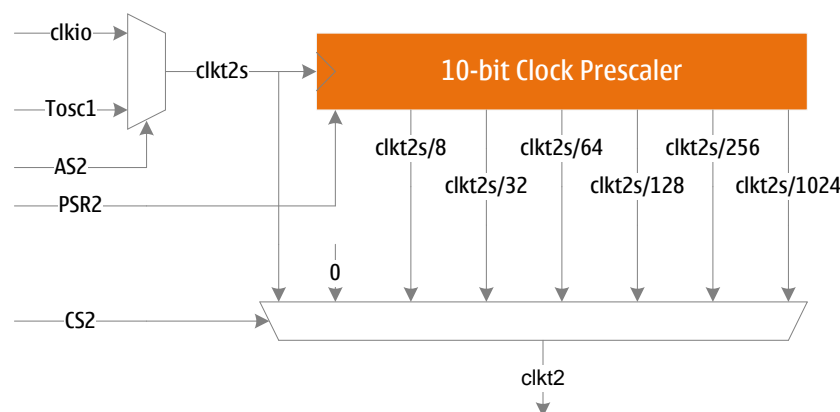 clkio
10-bit Clock Prescaler
clkt2s
Tosc1
clkt2s/8
clkt2s/64
clkt2s/256
AS2
clkt2s/32
clkt2s/128
clkt2s/1024
PSR2
0
CS2
clkt2